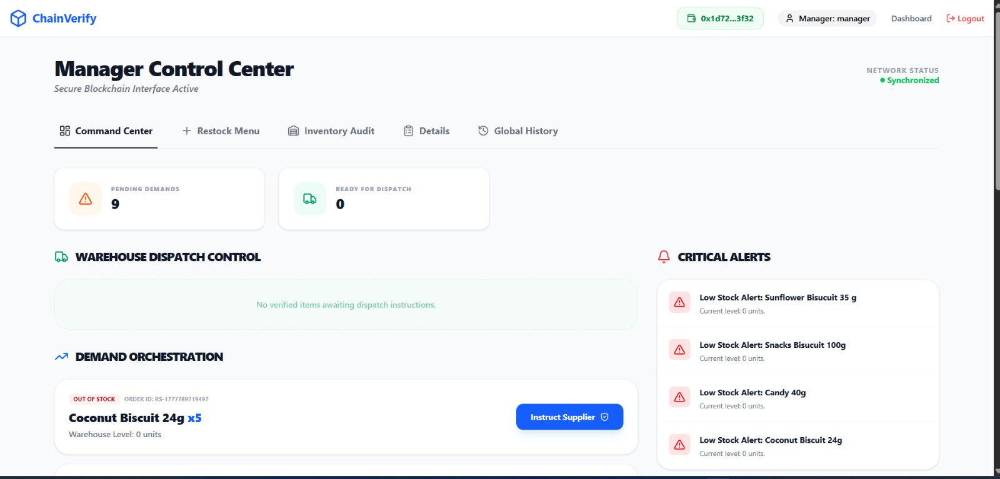 ChainVerify
0x1d72...3f32
Manager: manager
Dashboard
Logout
Manager Control Center
Secure Blockchain Interface Active
NETWORK STATUS
Synchronized
Command Center
Restock Menu
Inventory Audit
Details
Global History
PENDING DEMANDS
9
READY FOR DISPATCH
0
WAREHOUSE DISPATCH CONTROL
No verified items awaiting dispatch instructions.
DEMAND ORCHESTRATION
OUT OF STOCK
ORDER ID: RS-1777789719497
Coconut Biscuit 24g x5
Warehouse Level: 0 units
Instruct Supplier
CRITICAL ALERTS
Low Stock Alert: Sunflower Bisucuit 35 g
Current level: 0 units.
Low Stock Alert: Snacks Bisucuit 100g
Current level: 0 units.
Low Stock Alert: Candy 40g
Current level: 0 units.
Low Stock Alert: Coconut Biscuit 24g
Current level: 0 units.